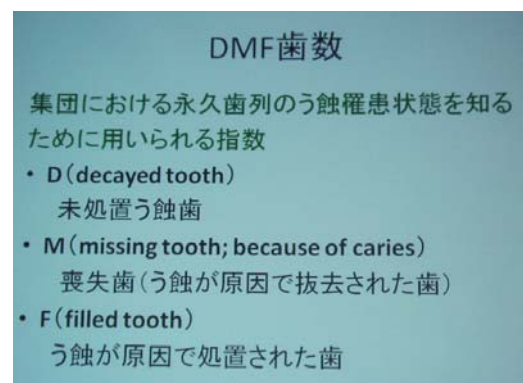 DMF歯数
集団における永久歯列のう蝕罹患状態を知る
ために用いられる指数
・ D（decayed tooth）
未処置う蝕歯
・ M（missing tooth; because of caries）
喪失歯（う蝕が原因で抜去された歯）
・ F（filled tooth）
う蝕が原因で処置された歯